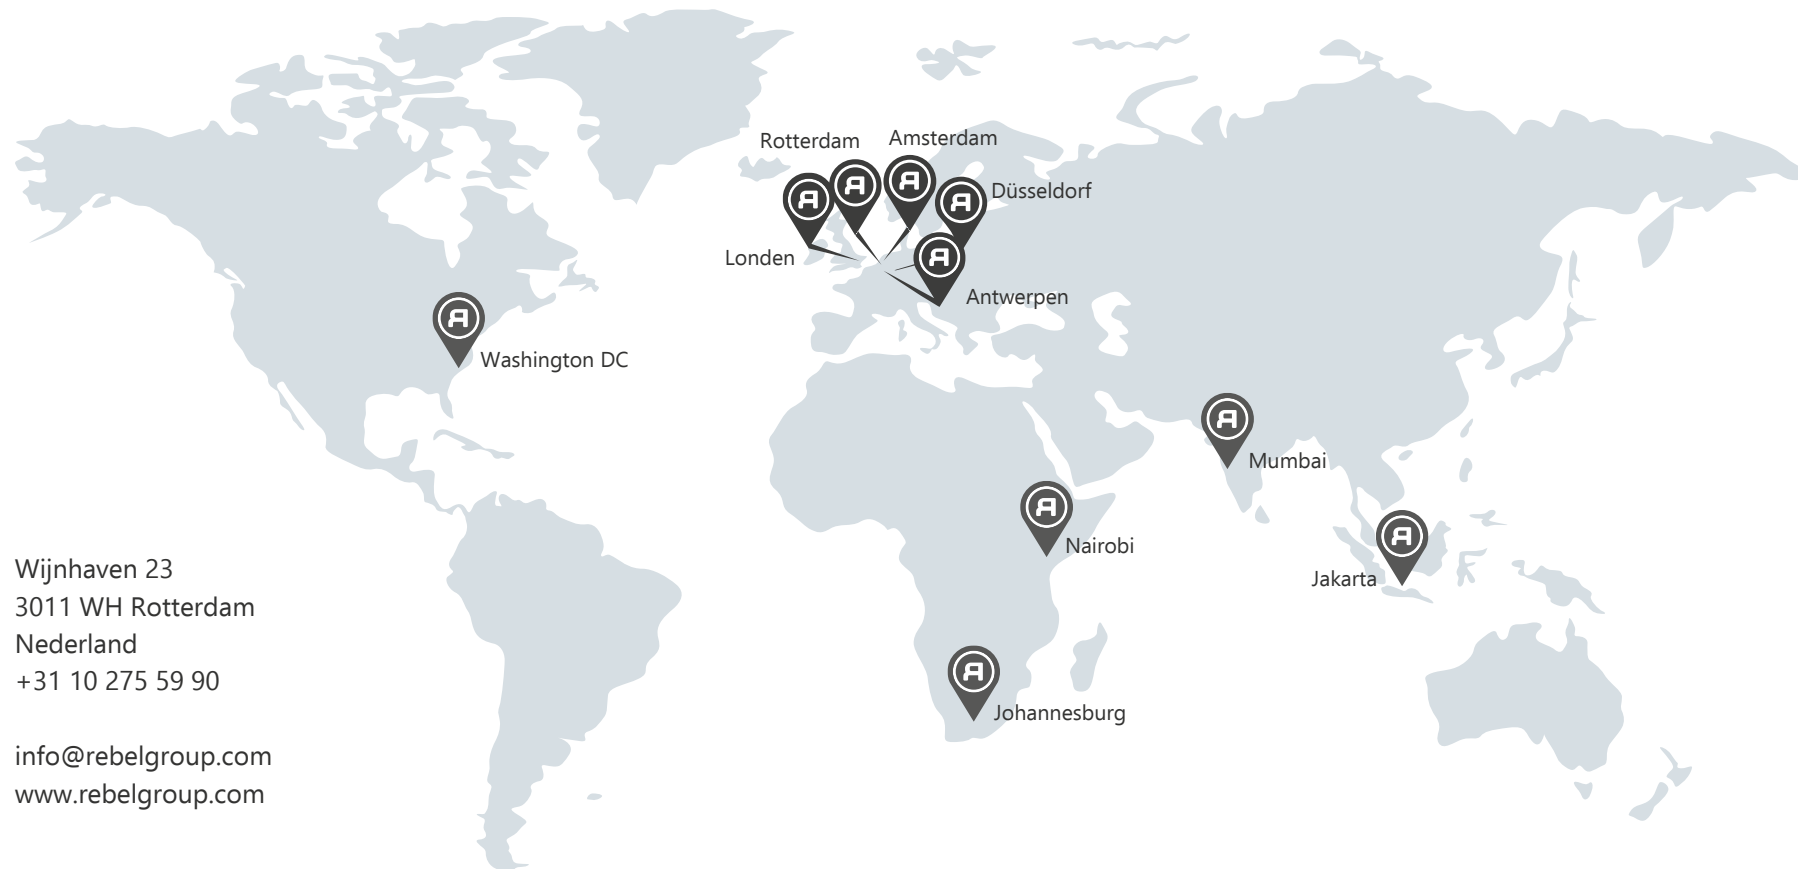 Rotterdam
Amsterdam
Düsseldorf
Londen
Antwerpen
Washington DC
Mumbai
Nairobi
Jakarta
Johannesburg
Wijnhaven 23
3011 WH Rotterdam
Nederland
+31 10 275 59 90
info@rebelgroup.com
www.rebelgroup.com